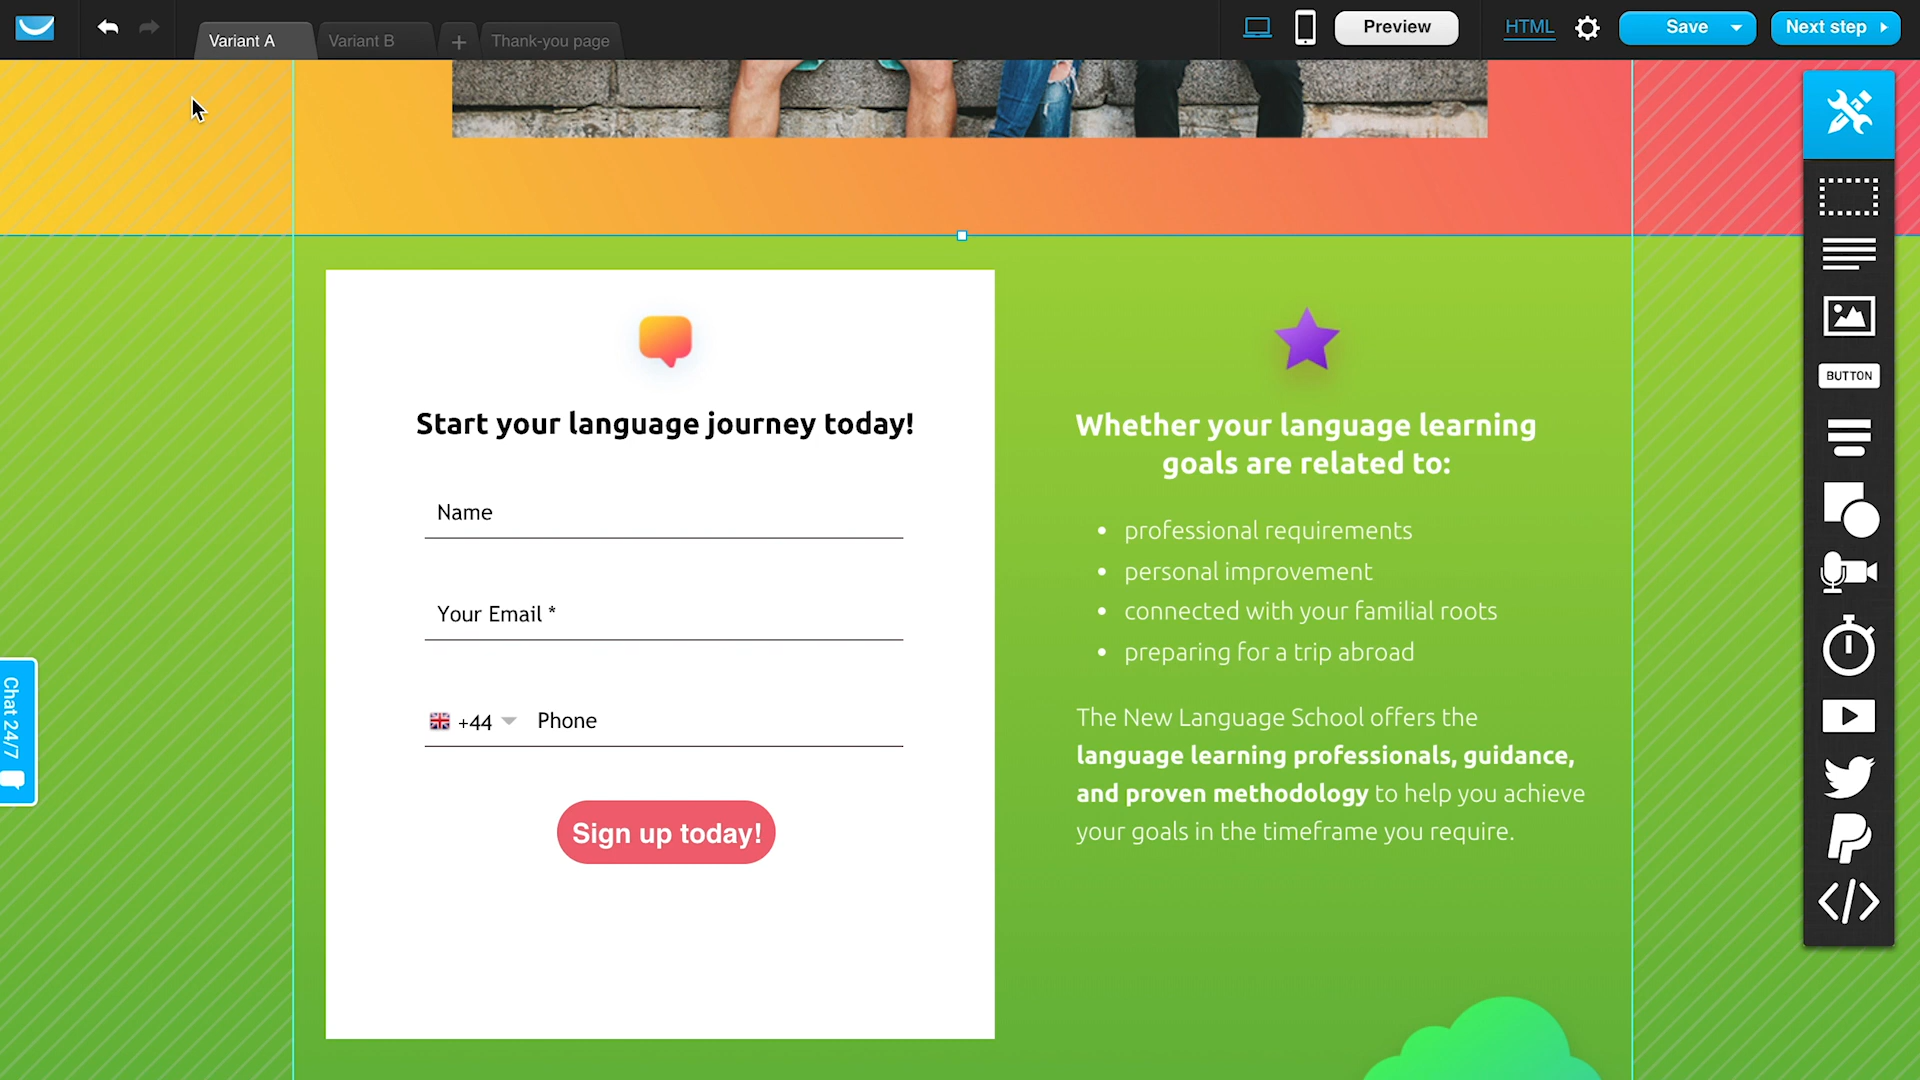 Variant A
Variant B
+
Thank-you page
Preview
HTML
Save
Next step
BUTTON
Start your language journey today!
Name
Your Email *
+44
Phone
Sign up today!
Whether your language learning
goals are related to:
• professional requirements
• personal improvement
• connected with your familial roots
• preparing for a trip abroad
The New Language School offers the
language learning professionals, guidance,
and proven methodology to help you achieve
your goals in the timeframe you require.
Chat 24/7